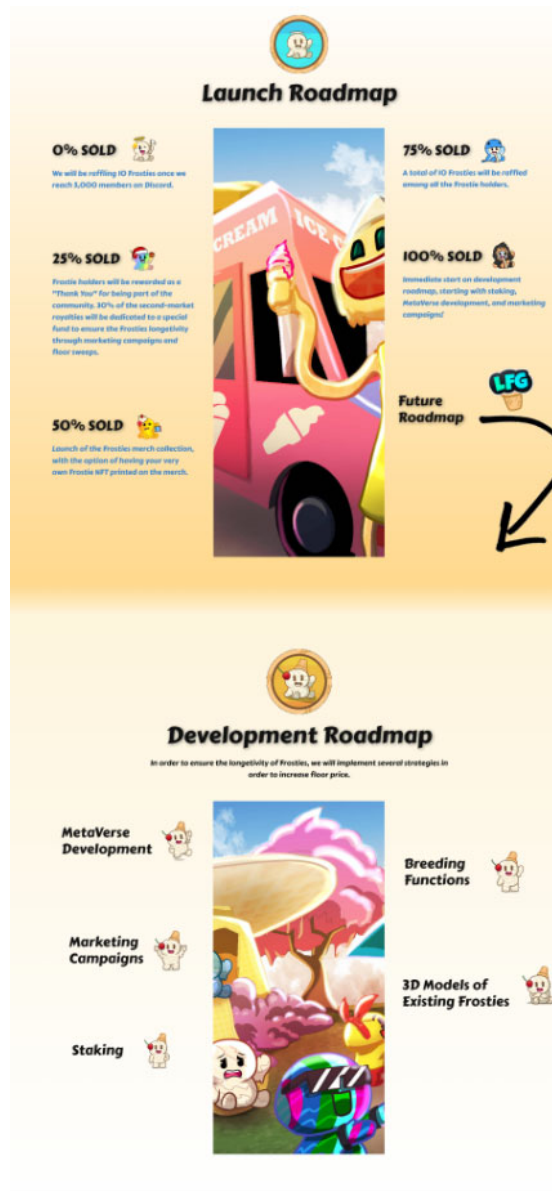 Launch Roadmap
0% SOLD
We will be raffling 10 Frosties once we
reach 3,000 members on Discord.
25% SOLD
Frostie holders will be rewarded as a
"Thank You" for being part of the
community. 30% of the second-market
royalties will be dedicated to a special
fund to ensure the Frosties longetivity
through marketing campaigns and
floor sweeps.
50% SOLD
Launch of the Frosties merch collection,
with the option of having your very
own Frostie NFT printed on the merch.
CREAM ICE C
75% SOLD
A total of 10 Frosties will be raffled
among all the Frostie holders.
100% SOLD
Immediate start on development
roadmap, starting with staking,
MetaVerse development, and marketing
campaigns!
LFG
Future
Roadmap
Development Roadmap
In order to ensure the longetivity of Frosties, we will implement several strategies in
order to increase floor price.
MetaVerse
Development
Marketing
Campaigns
Staking
Breeding
Functions
3D Models of
Existing Frosties